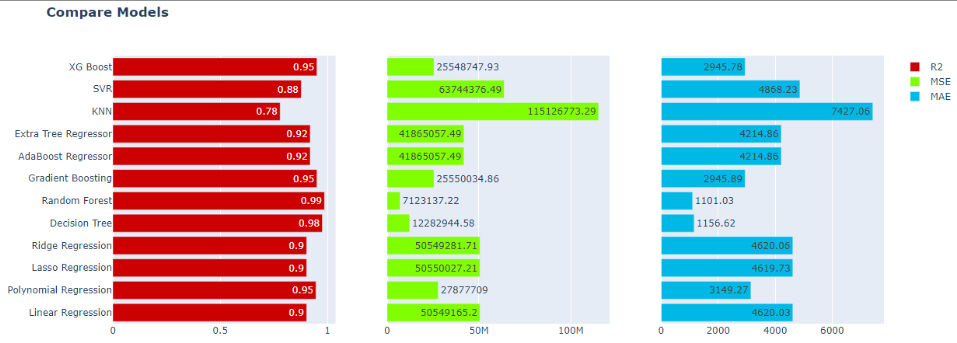 Compare Models
XG Boost 0.95 25548747.93 2945.78 R2
SVR 0.88 63744376.49 4868.23 MSE
KNN 0.78 115126773.29 7427.06 MAE
Extra Tree Regressor 0.92 41865057.49 4214.86
AdaBoost Regressor 0.92 41865057.49 4214.86
Gradient Boosting 0.95 25550034.86 2945.89
Random Forest 0.99 7123137.22 1101.03
Decision Tree 0.98 12282944.58 1156.62
Ridge Regression 0.9 50549281.71 4620.06
Lasso Regression 0.9 50550027.21 4619.73
Polynomial Regression 0.95 27877709 3149.27
Linear Regression 0.9 50549165.2 4620.03
0 0.5 1 0 50M 100M 0 2000 4000 6000